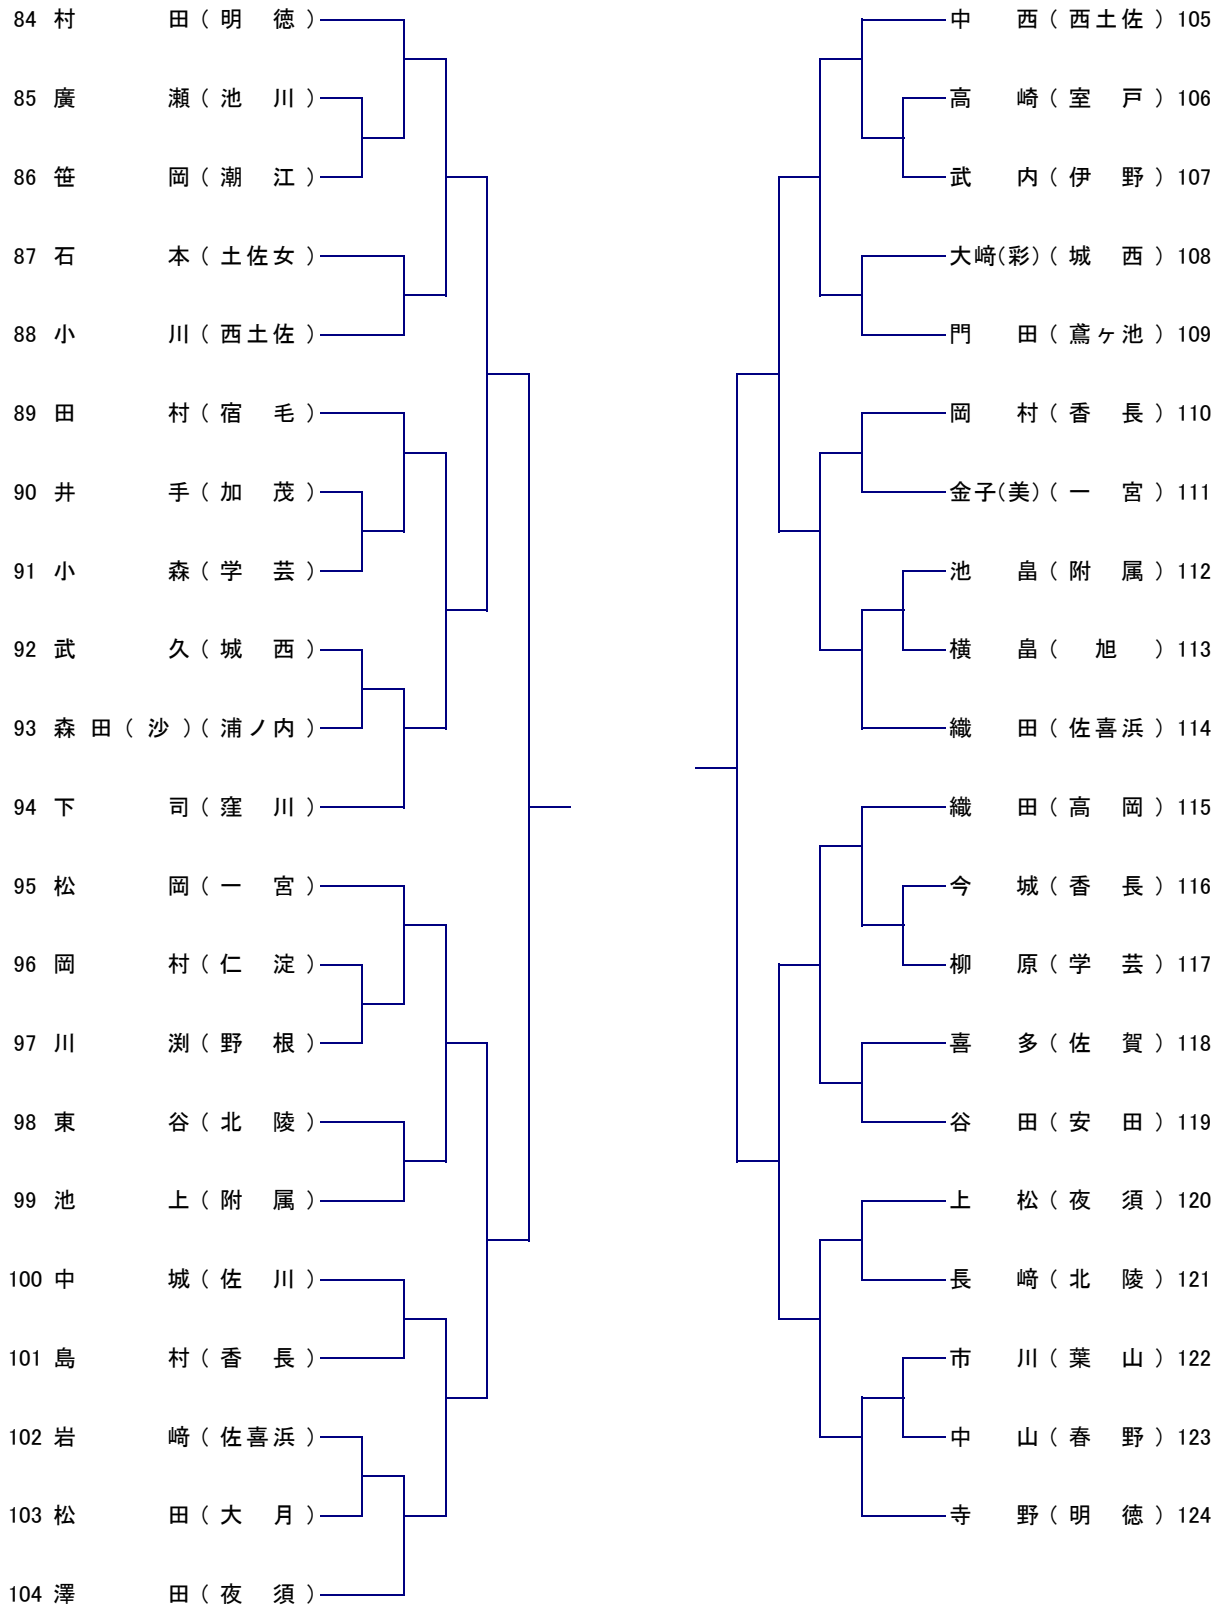 84 村 田 ( 明 徳 )
85 廣 瀬 ( 池 川 )
86 笹 岡 ( 潮 江 )
87 石 本 ( 土佐女 )
88 小 川 ( 西土佐 )
89 田 村 ( 宿 毛 )
90 井 手 ( 加 茂 )
91 小 森 ( 学 芸 )
92 武 久 ( 城 西 )
93 森 田 ( 沙 ) ( 浦ノ内 )
94 下 司 ( 窪 川 )
95 松 岡 ( 一 宮 )
96 岡 村 ( 仁 淀 )
97 川 渕 ( 野 根 )
98 東 谷 ( 北 陵 )
99 池 上 ( 附 属 )
100 中 城 ( 佐 川 )
101 島 村 ( 香 長 )
102 岩 﨑 ( 佐喜浜 )
103 松 田 ( 大 月 )
104 澤 田 ( 夜 須 )
中 西 ( 西土佐 ) 105
高 崎 ( 室 戸 ) 106
武 内 ( 伊 野 ) 107
大﨑(彩) ( 城 西 ) 108
門 田 ( 鳶ヶ池 ) 109
岡 村 ( 香 長 ) 110
金子(美) ( 一 宮 ) 111
池 畠 ( 附 属 ) 112
横 畠 ( 旭 ) 113
織 田 ( 佐喜浜 ) 114
織 田 ( 高 岡 ) 115
今 城 ( 香 長 ) 116
柳 原 ( 学 芸 ) 117
喜 多 ( 佐 賀 ) 118
谷 田 ( 安 田 ) 119
上 松 ( 夜 須 ) 120
長 﨑 ( 北 陵 ) 121
市 川 ( 葉 山 ) 122
中 山 ( 春 野 ) 123
寺 野 ( 明 徳 ) 124